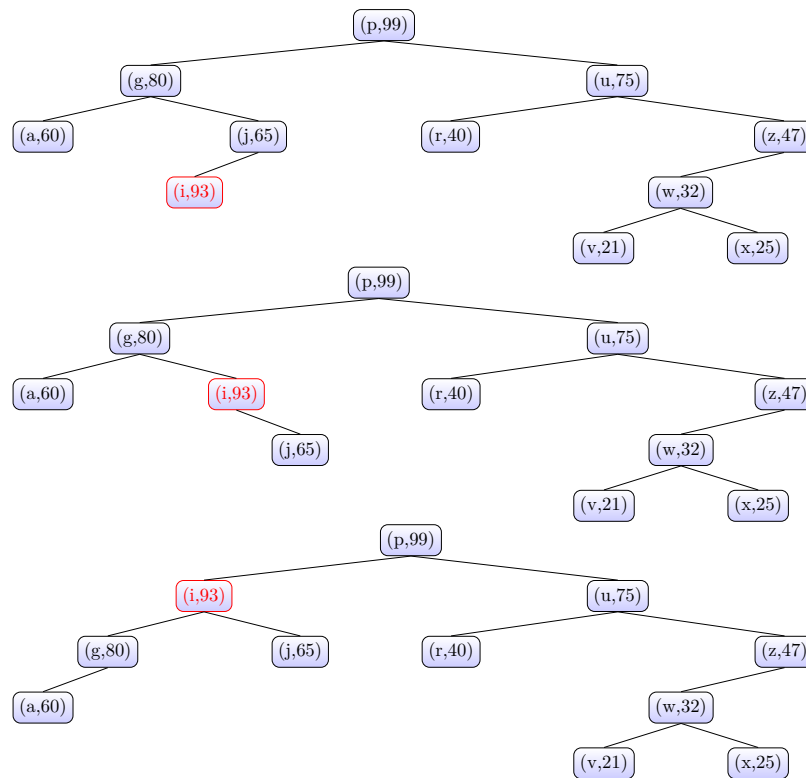 (p,99)
(g,80) (u,75)
(a,60) (j,65) (r,40) (z,47)
(i,93) (w,32)
(v,21) (x,25)
(p,99)
(g,80) (u,75)
(a,60) (i,93) (r,40) (z,47)
(j,65) (w,32)
(v,21) (x,25)
(p,99)
(i,93) (u,75)
(g,80) (j,65) (r,40) (z,47)
(a,60) (w,32)
(v,21) (x,25)